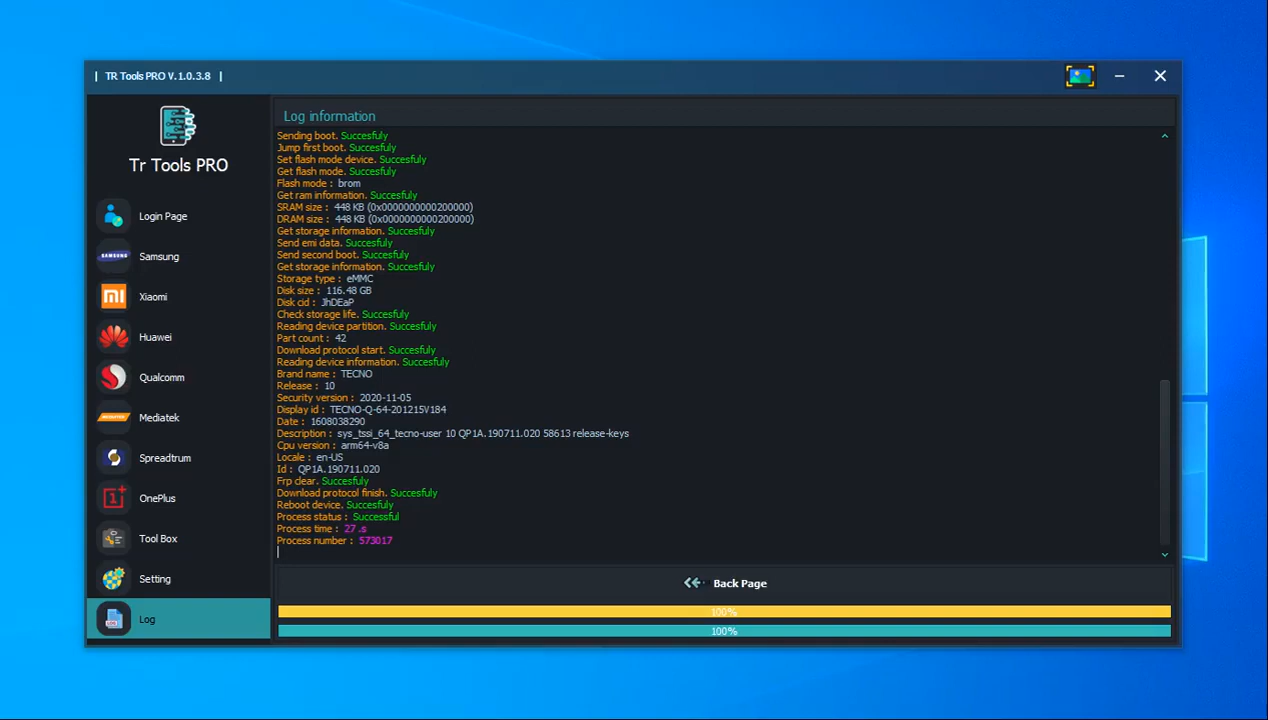 | TR Tools PRO V.1.0.3.8 |
Tr Tools PRO
Login Page
SAMSUNG
Samsung
Xiaomi
Huawei
Qualcomm
Mediatek
Spreadtrum
OnePlus
Tool Box
Setting
LOG
Log
Log information
Sending boot. Succesfuly
Jump first boot. Succesfuly
Set flash mode device. Succesfuly
Get flash mode. Succesfuly
Flash mode : brom
Get ram information. Succesfuly
SRAM size : 448 KB (0x0000000000200000)
DRAM size : 448 KB (0x0000000000200000)
Get storage information. Succesfuly
Send emi data. Succesfuly
Send second boot. Succesfuly
Get storage information. Succesfuly
Storage type : eMMC
Disk size : 116.48 GB
Disk cid : JhDEaP
Check storage life. Succesfuly
Reading device partition. Succesfuly
Part count : 42
Download protocol start. Succesfuly
Reading device information. Succesfuly
Brand name : TECNO
Release : 10
Security version : 2020-11-05
Display id : TECNO-Q-64-201215V184
Date : 1608038290
Description : sys_tssi_64_tecno-user 10 QP1A.190711.020 58613 release-keys
Cpu version : arm64-v8a
Locale : en-US
Id : QP1A.190711.020
Frp clear. Succesfuly
Download protocol finish. Succesfuly
Reboot device. Succesfuly
Process status : Successful
Process time : 27 .s
Process number : 573017
Back Page
100%
100%